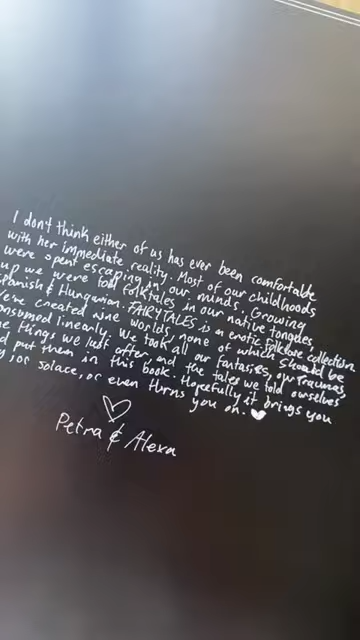 I don't think either of us has ever been comfortable
with her immediate reality. Most of our childhoods
were spent escaping in our minds. Growing
up we were told folktales in our native tongues,
Spanish & Hungarian. FAIRYTALES is an erotic folklore collection.
We've created nine worlds, none of which should be
consumed linearly. We took all our fantasies, our traumas,
the things we lust after, and the tales we told ourselves
and put them in this book. Hopefully it brings you
joy or solace, or even turns
you on. ♥
♡
Petra & Alexa